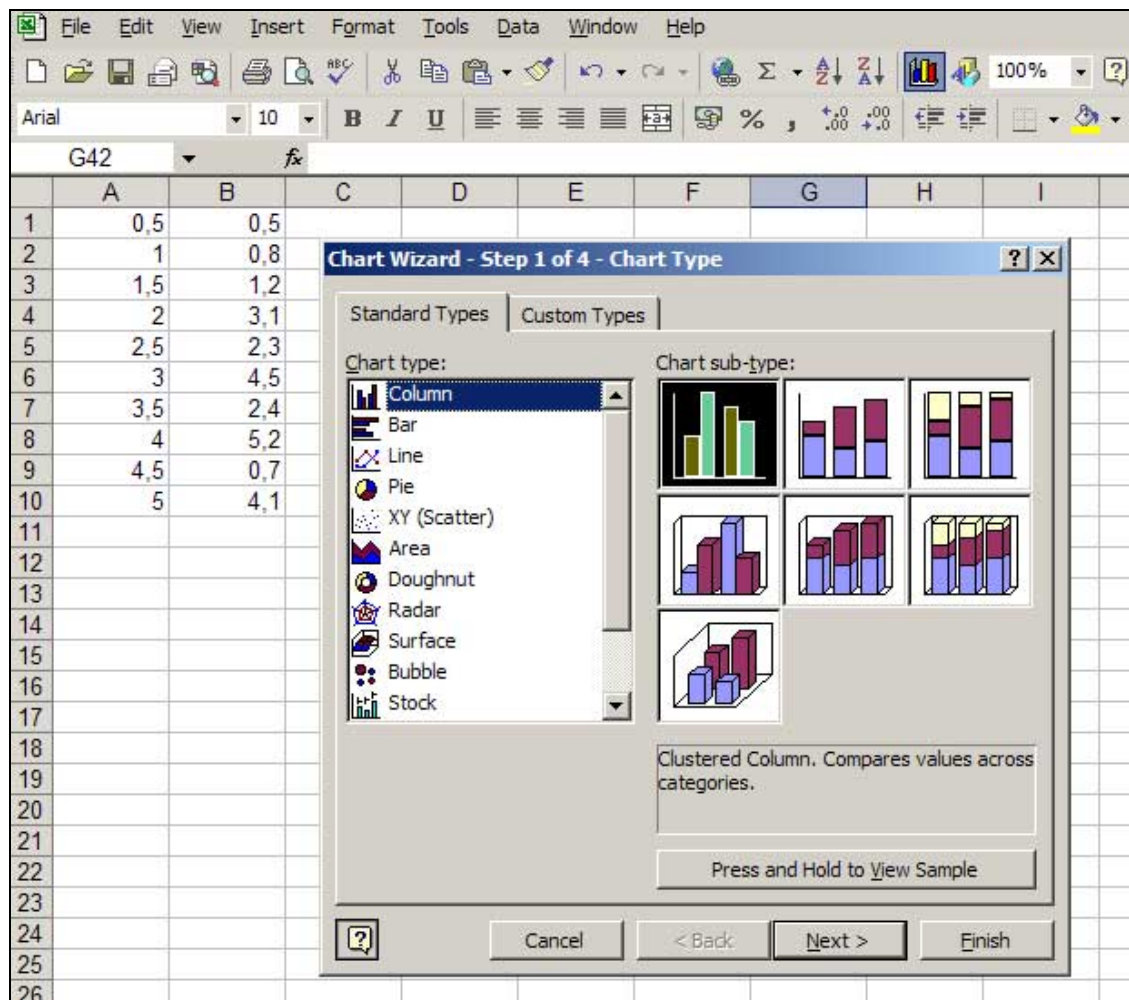 File Edit View Insert Format Tools Data Window Help
ABC Σ A Z Z A 100% ?
Arial 10 B I U a % , ,0 ,00 ,00 ,0
G42 fx
A B C D E F G H I
1 0,5 0,5
2 1 0,8
3 1,5 1,2
4 2 3,1
5 2,5 2,3
6 3 4,5
7 3,5 2,4
8 4 5,2
9 4,5 0,7
10 5 4,1
11
12
13
14
15
16
17
18
19
20
21
22
23
24
25
26
Chart Wizard - Step 1 of 4 - Chart Type ? X
Standard Types Custom Types
Chart type: Chart sub-type:
Column
Bar
Line
Pie
XY (Scatter)
Area
Doughnut
Radar
Surface
Bubble
Stock
Clustered Column. Compares values across
categories.
Press and Hold to View Sample
? Cancel < Back Next > Finish